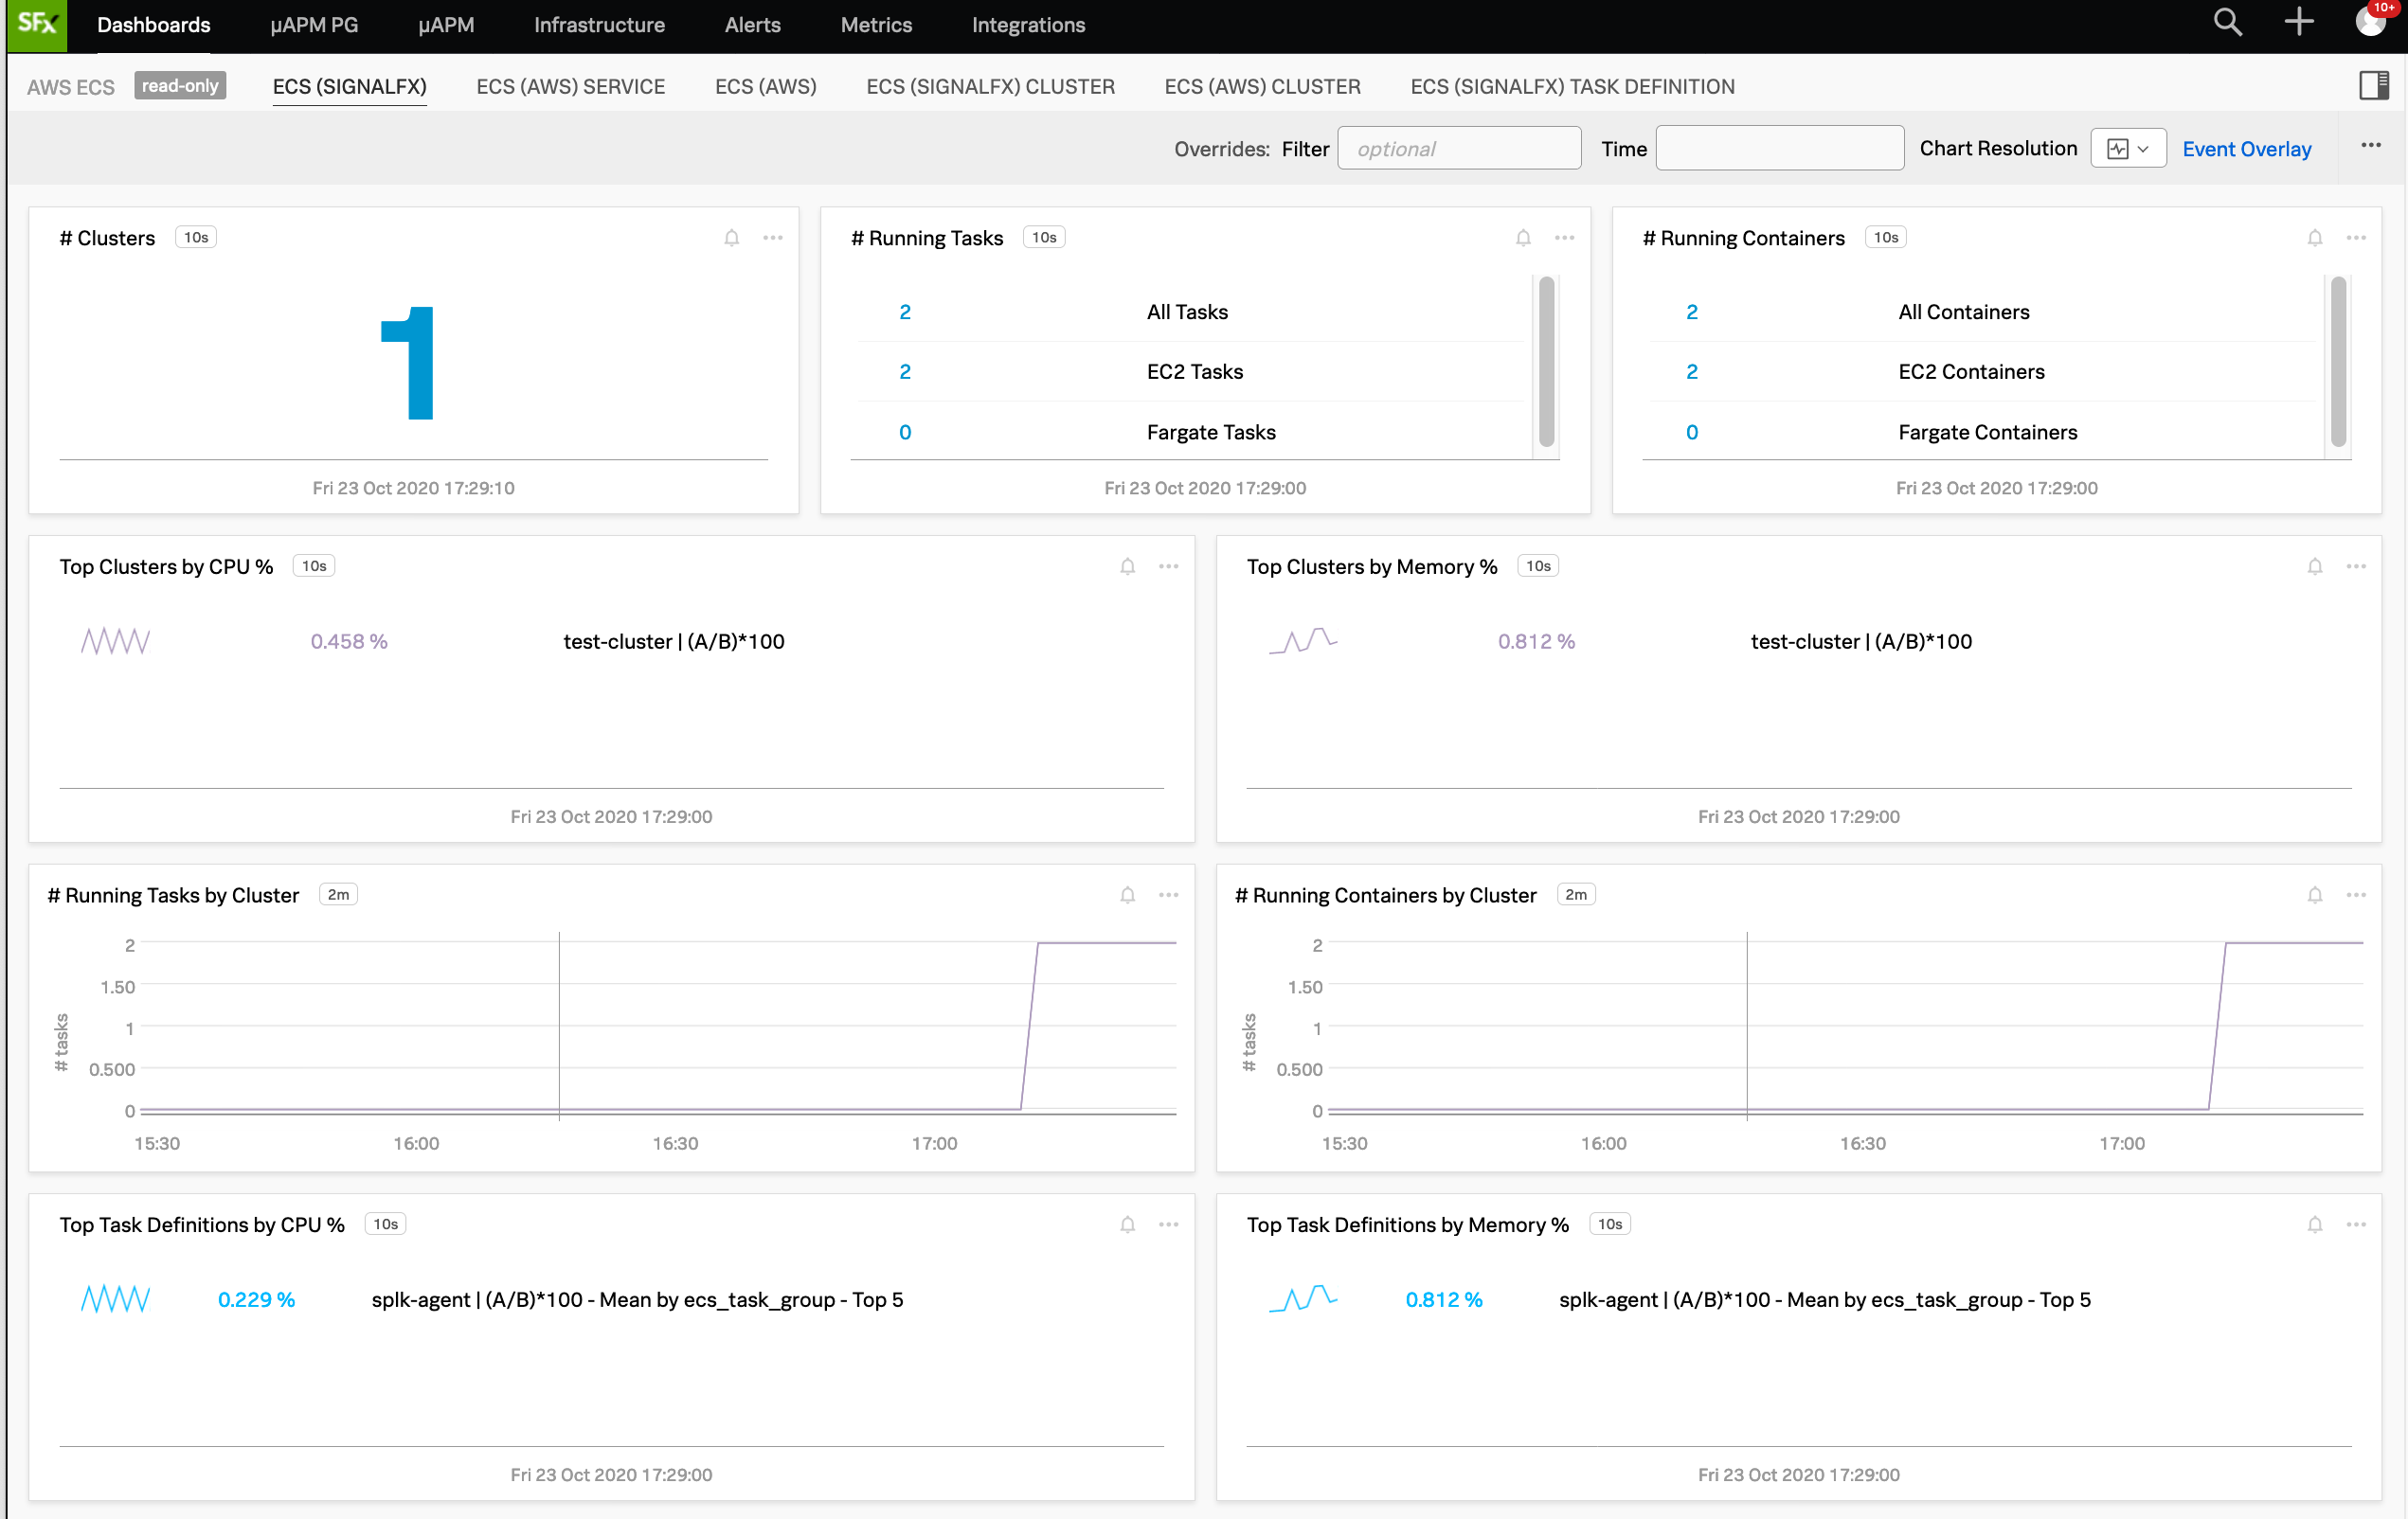 SFx Dashboards µAPM PG µAPM Infrastructure Alerts Metrics Integrations 10+
AWS ECS read-only ECS (SIGNALFX) ECS (AWS) SERVICE ECS (AWS) ECS (SIGNALFX) CLUSTER ECS (AWS) CLUSTER ECS (SIGNALFX) TASK DEFINITION
Overrides: Filter optional Time Chart Resolution Event Overlay
# Clusters 10s
1
Fri 23 Oct 2020 17:29:10
# Running Tasks 10s
2 All Tasks
2 EC2 Tasks
0 Fargate Tasks
Fri 23 Oct 2020 17:29:00
# Running Containers 10s
2 All Containers
2 EC2 Containers
0 Fargate Containers
Fri 23 Oct 2020 17:29:00
Top Clusters by CPU % 10s
0.458 % test-cluster | (A/B)*100
Fri 23 Oct 2020 17:29:00
Top Clusters by Memory % 10s
0.812 % test-cluster | (A/B)*100
Fri 23 Oct 2020 17:29:00
# Running Tasks by Cluster 2m
# tasks
2
1.50
1
0.500
0
15:30 16:00 16:30 17:00
# Running Containers by Cluster 2m
# tasks
2
1.50
1
0.500
0
15:30 16:00 16:30 17:00
Top Task Definitions by CPU % 10s
0.229 % splk-agent | (A/B)*100 - Mean by ecs_task_group - Top 5
Fri 23 Oct 2020 17:29:00
Top Task Definitions by Memory % 10s
0.812 % splk-agent | (A/B)*100 - Mean by ecs_task_group - Top 5
Fri 23 Oct 2020 17:29:00